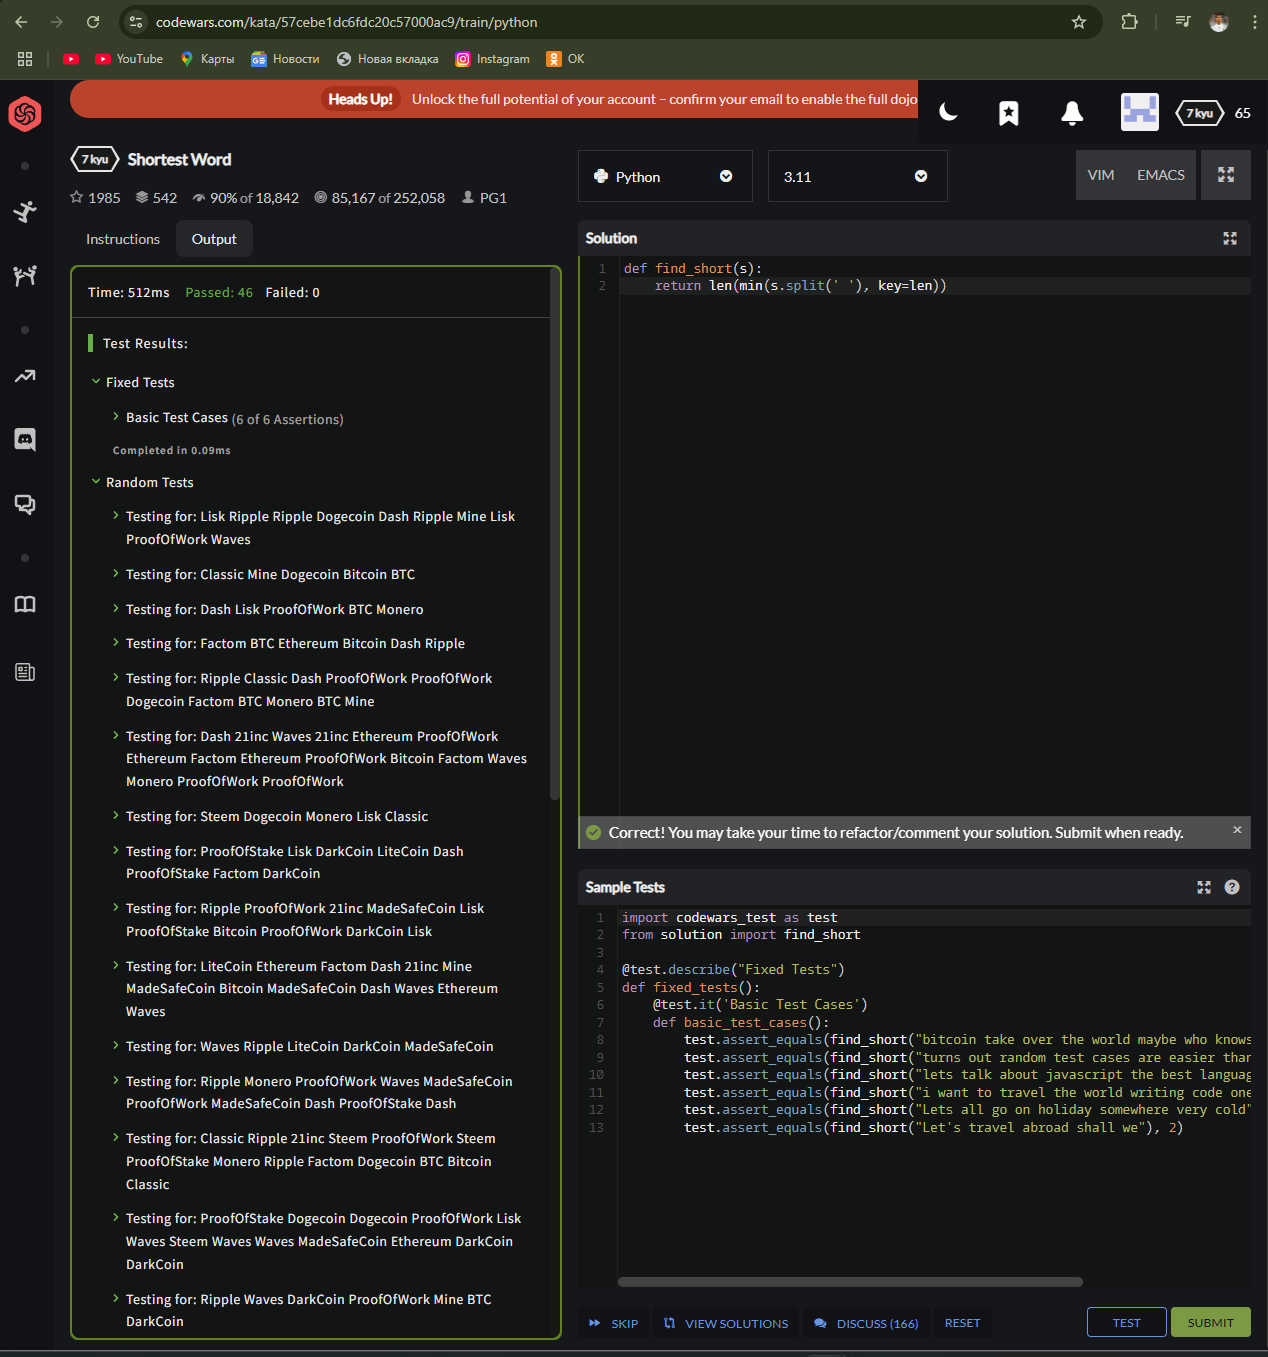 codewars.com/kata/57cebe1dc6fdc20c57000ac9/train/python
YouTube
Карты
Новости
Новая вкладка
Instagram
OK
Heads Up! Unlock the full potential of your account – confirm your email to enable the full dojo
7 kyu 65
7 kyu Shortest Word
1985 542 90% of 18,842 85,167 of 252,058 PG1
Instructions Output
Time: 512ms Passed: 46 Failed: 0
Test Results:
Fixed Tests
Basic Test Cases (6 of 6 Assertions)
Completed in 0.09ms
Random Tests
Testing for: Lisk Ripple Ripple Dogecoin Dash Ripple Mine Lisk
ProofOfWork Waves
Testing for: Classic Mine Dogecoin Bitcoin BTC
Testing for: Dash Lisk ProofOfWork BTC Monero
Testing for: Factom BTC Ethereum Bitcoin Dash Ripple
Testing for: Ripple Classic Dash ProofOfWork ProofOfWork
Dogecoin Factom BTC Monero BTC Mine
Testing for: Dash 21inc Waves 21inc Ethereum ProofOfWork
Ethereum Factom Ethereum ProofOfWork Bitcoin Factom Waves
Monero ProofOfWork ProofOfWork
Testing for: Steem Dogecoin Monero Lisk Classic
Testing for: ProofOfStake Lisk DarkCoin LiteCoin Dash
ProofOfStake Factom DarkCoin
Testing for: Ripple ProofOfWork 21inc MadeSafeCoin Lisk
ProofOfStake Bitcoin ProofOfWork DarkCoin Lisk
Testing for: LiteCoin Ethereum Factom Dash 21inc Mine
MadeSafeCoin Bitcoin MadeSafeCoin Dash Waves Ethereum
Waves
Testing for: Waves Ripple LiteCoin DarkCoin MadeSafeCoin
Testing for: Ripple Monero ProofOfWork Waves MadeSafeCoin
ProofOfWork MadeSafeCoin Dash ProofOfStake Dash
Testing for: Classic Ripple 21inc Steem ProofOfWork Steem
ProofOfStake Monero Ripple Factom Dogecoin BTC Bitcoin
Classic
Testing for: ProofOfStake Dogecoin Dogecoin ProofOfWork Lisk
Waves Steem Waves Waves MadeSafeCoin Ethereum DarkCoin
DarkCoin
Testing for: Ripple Waves DarkCoin ProofOfWork Mine BTC
DarkCoin
Python 3.11 VIM EMACS
Solution
1 def find_short(s):
2 return len(min(s.split(' '), key=len))
Correct! You may take your time to refactor/comment your solution. Submit when ready. ×
Sample Tests
1 import codewars_test as test
2 from solution import find_short
3
4 @test.describe("Fixed Tests")
5 def fixed_tests():
6 @test.it('Basic Test Cases')
7 def basic_test_cases():
8 test.assert_equals(find_short("bitcoin take over the world maybe who knows
9 test.assert_equals(find_short("turns out random test cases are easier than
10 test.assert_equals(find_short("lets talk about javascript the best languag
11 test.assert_equals(find_short("i want to travel the world writing code one
12 test.assert_equals(find_short("Lets all go on holiday somewhere very cold"
13 test.assert_equals(find_short("Let's travel abroad shall we"), 2)
SKIP VIEW SOLUTIONS DISCUSS (166) RESET TEST SUBMIT